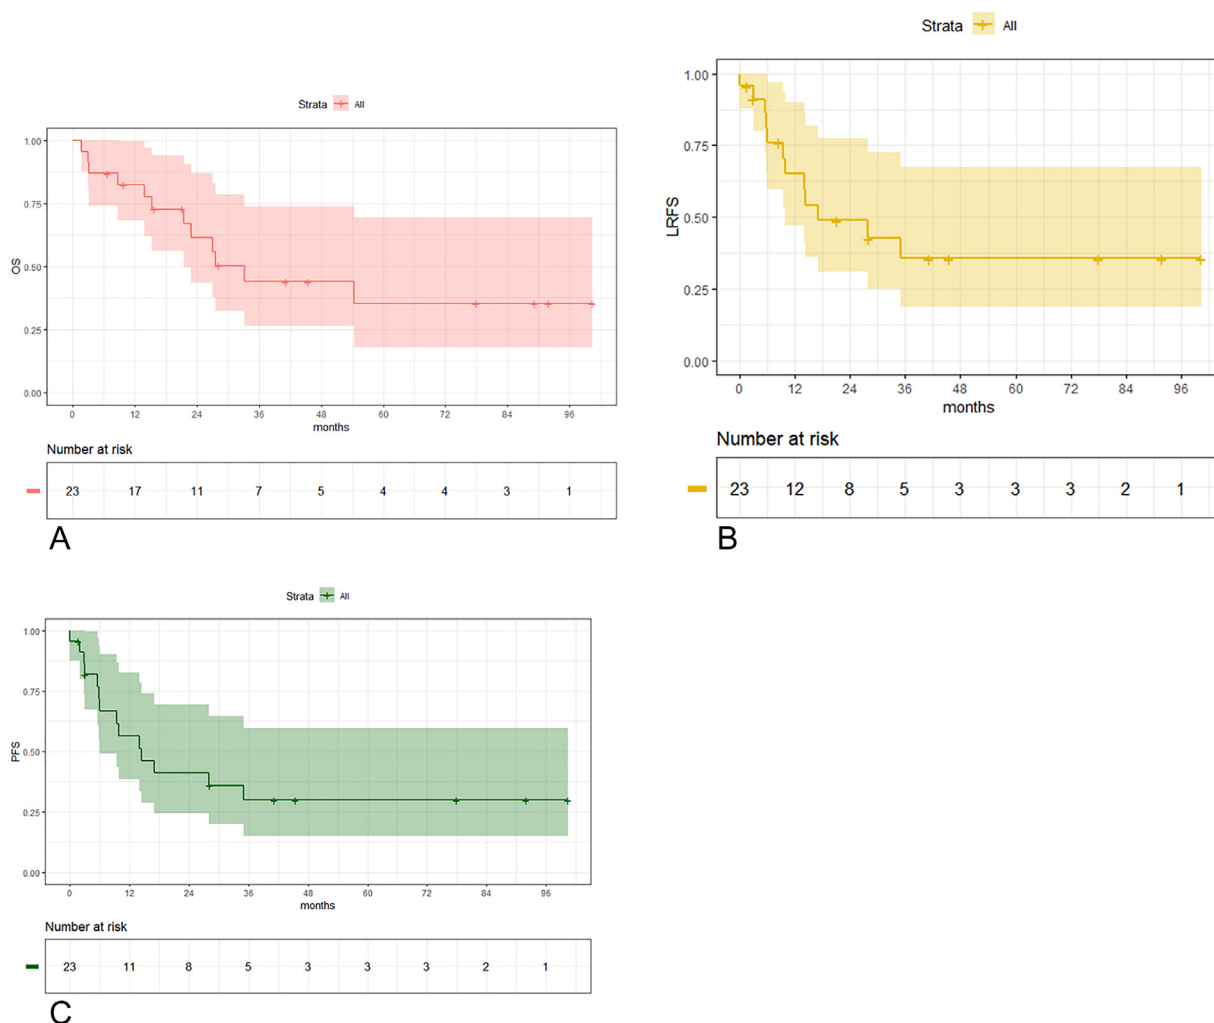 Strata All
1.00
0.75
0.50
0.25
0.00
OS
0 12 24 36 48 60 72 84 96
months
Number at risk
23 17 11 7 5 4 4 3 1
A
Strata All
1.00
0.75
0.50
0.25
0.00
LRFS
0 12 24 36 48 60 72 84 96
months
Number at risk
23 12 8 5 3 3 3 2 1
B
Strata All
1.00
0.75
0.50
0.25
0.00
PFS
0 12 24 36 48 60 72 84 96
months
Number at risk
23 11 8 5 3 3 3 2 1
C